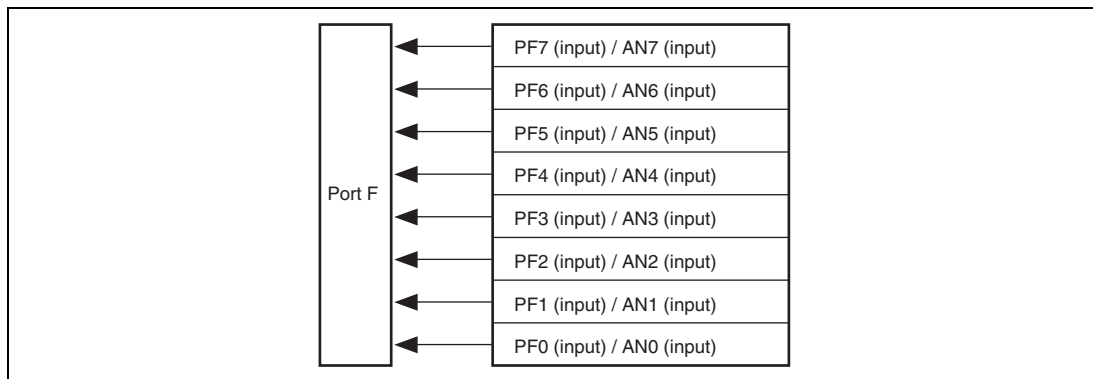 PF7 (input) / AN7 (input)
PF6 (input) / AN6 (input)
PF5 (input) / AN5 (input)
PF4 (input) / AN4 (input)
Port F
PF3 (input) / AN3 (input)
PF2 (input) / AN2 (input)
PF1 (input) / AN1 (input)
PF0 (input) / AN0 (input)